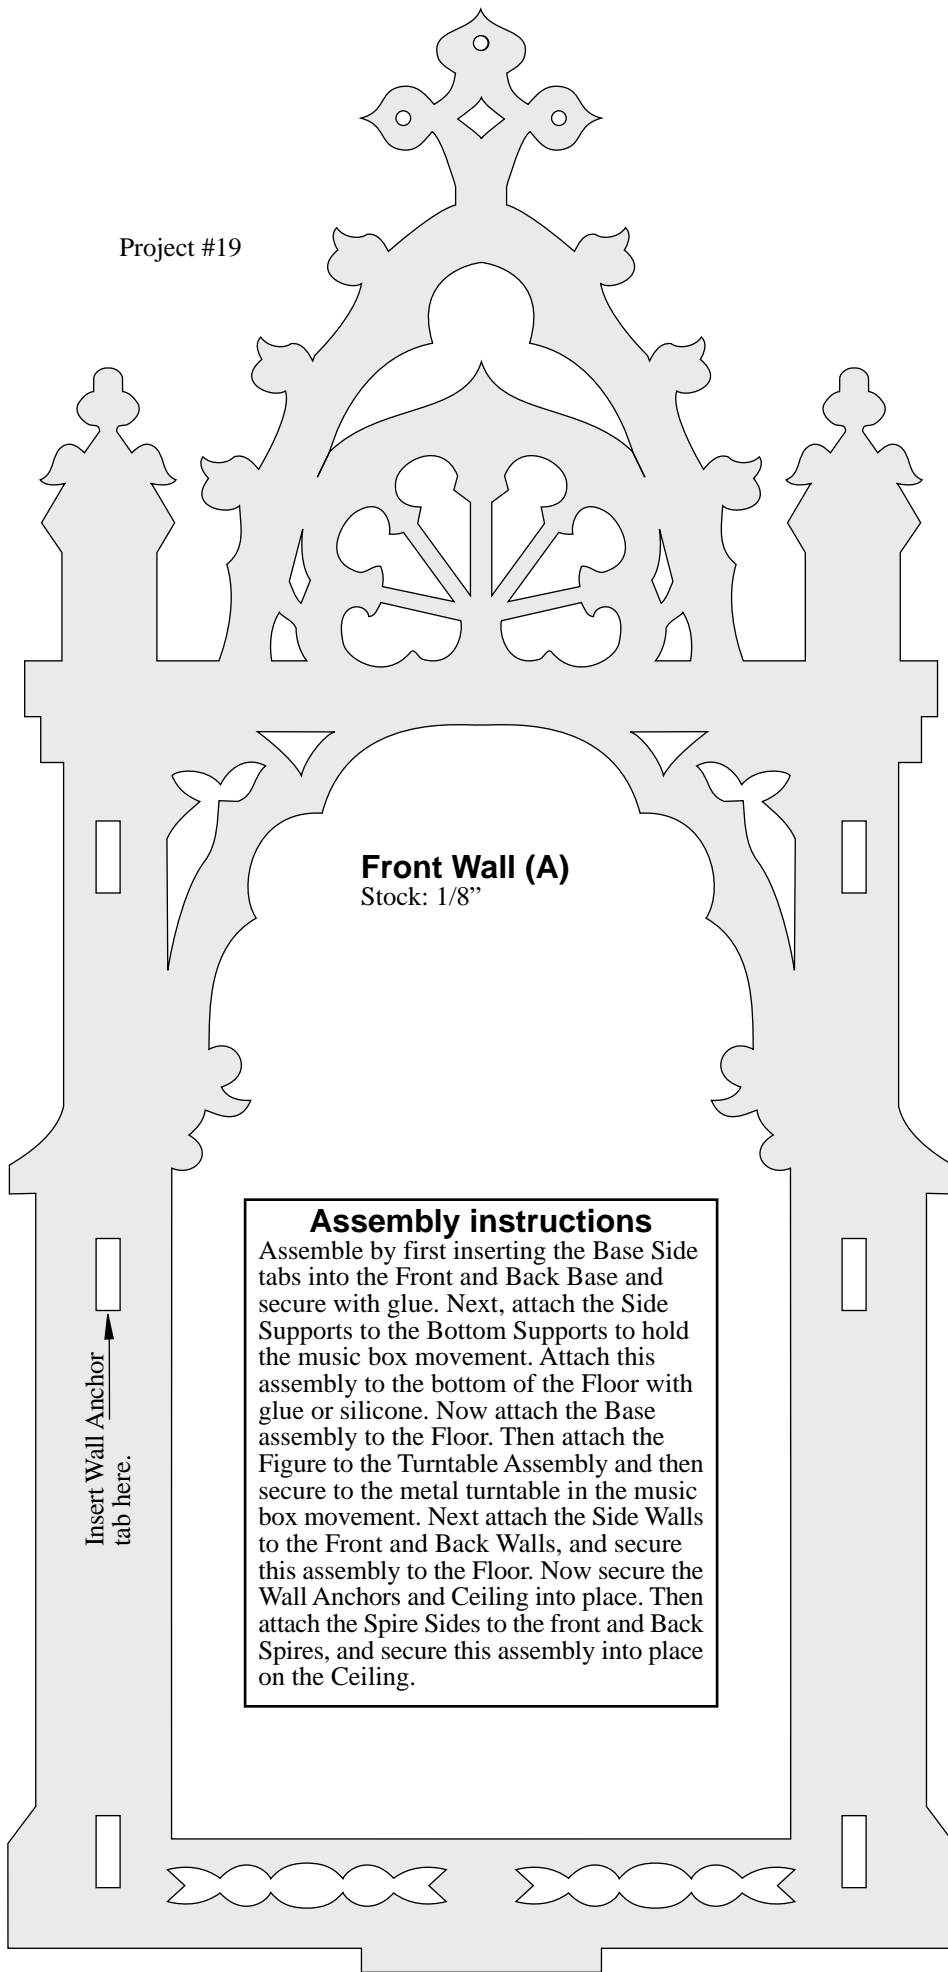 Project #19
Front Wall (A)
Stock: 1/8”
Assembly instructions
Assemble by first inserting the Base Side
tabs into the Front and Back Base and
secure with glue. Next, attach the Side
Supports to the Bottom Supports to hold
the music box movement. Attach this
assembly to the bottom of the Floor with
glue or silicone. Now attach the Base
assembly to the Floor. Then attach the
Figure to the Turntable Assembly and then
secure to the metal turntable in the music
box movement. Next attach the Side Walls
to the Front and Back Walls, and secure
this assembly to the Floor. Now secure the
Wall Anchors and Ceiling into place. Then
attach the Spire Sides to the front and Back
Spires, and secure this assembly into place
on the Ceiling.
Insert Wall Anchor
tab here.